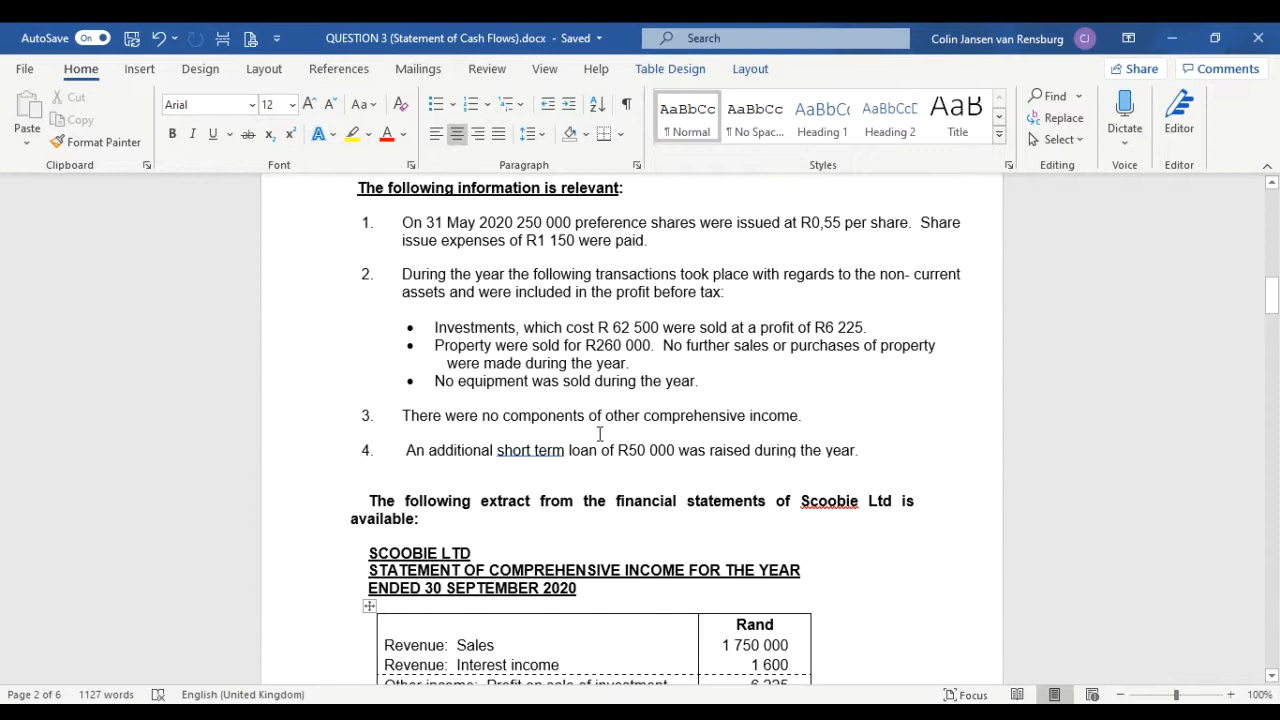 AutoSave On QUESTION 3 (Statement of Cash Flows).docx - Saved Search Colin Jansen van Rensburg CJ
File Home Insert Design Layout References Mailings Review View Help Table Design Layout Share Comments
Paste Cut Copy Format Painter
Arial 12
AaBbCc AaBbCc AaBbC( AaBbCcD AaB
¶ Normal ¶ No Spac... Heading 1 Heading 2 Title
Find Replace Select Dictate Editor
Clipboard Font Paragraph Styles Editing Voice Editor
The following information is relevant:
1. On 31 May 2020 250 000 preference shares were issued at R0,55 per share. Share
issue expenses of R1 150 were paid.
2. During the year the following transactions took place with regards to the non- current
assets and were included in the profit before tax:
• Investments, which cost R 62 500 were sold at a profit of R6 225.
• Property were sold for R260 000. No further sales or purchases of property
were made during the year.
• No equipment was sold during the year.
3. There were no components of other comprehensive income.
4. An additional short term loan of R50 000 was raised during the year.
The following extract from the financial statements of Scoobie Ltd is
available:
SCOOBIE LTD
STATEMENT OF COMPREHENSIVE INCOME FOR THE YEAR
ENDED 30 SEPTEMBER 2020
Rand
Revenue: Sales 1 750 000
Revenue: Interest income 1 600
Other income: Profit on sale of investment 6 225
Page 2 of 6 1127 words English (United Kingdom) Focus 100%